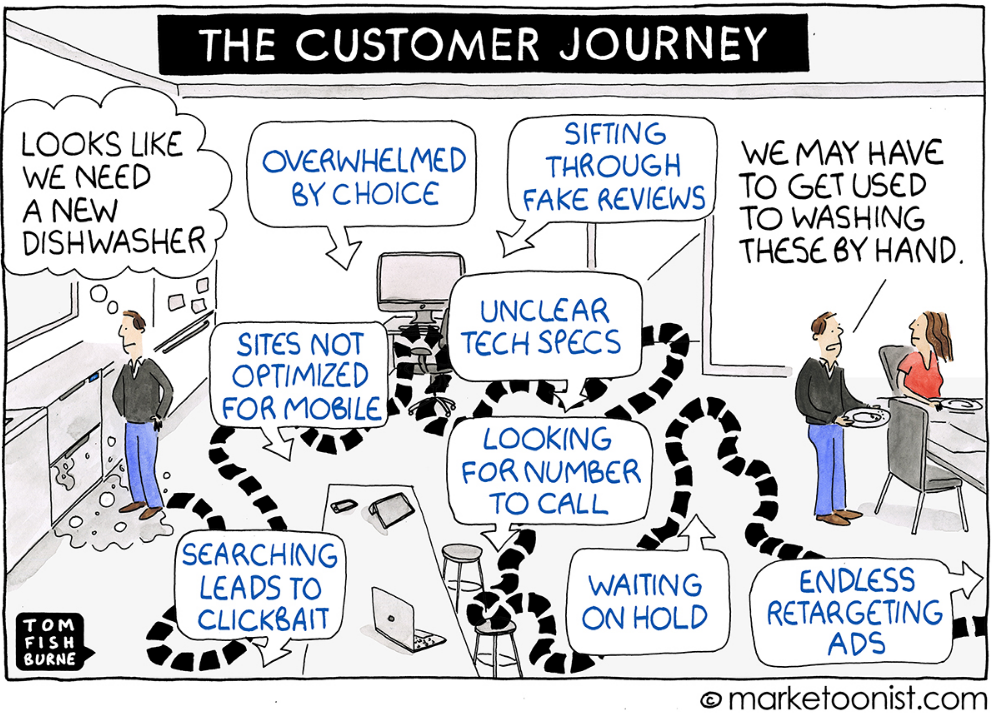 THE CUSTOMER JOURNEY
LOOKS LIKE
WE NEED
A NEW
DISHWASHER
OVERWHELMED
BY CHOICE
SIFTING
THROUGH
FAKE REVIEWS
WE MAY HAVE
TO GET USED
TO WASHING
THESE BY HAND.
SITES NOT
OPTIMIZED
FOR MOBILE
UNCLEAR
TECH SPECS
LOOKING
FOR NUMBER
TO CALL
SEARCHING
LEADS TO
CLICKBAIT
WAITING
ON HOLD
ENDLESS
RETARGETING
ADS
TOM
FISH
BURNE
© marketoonist.com